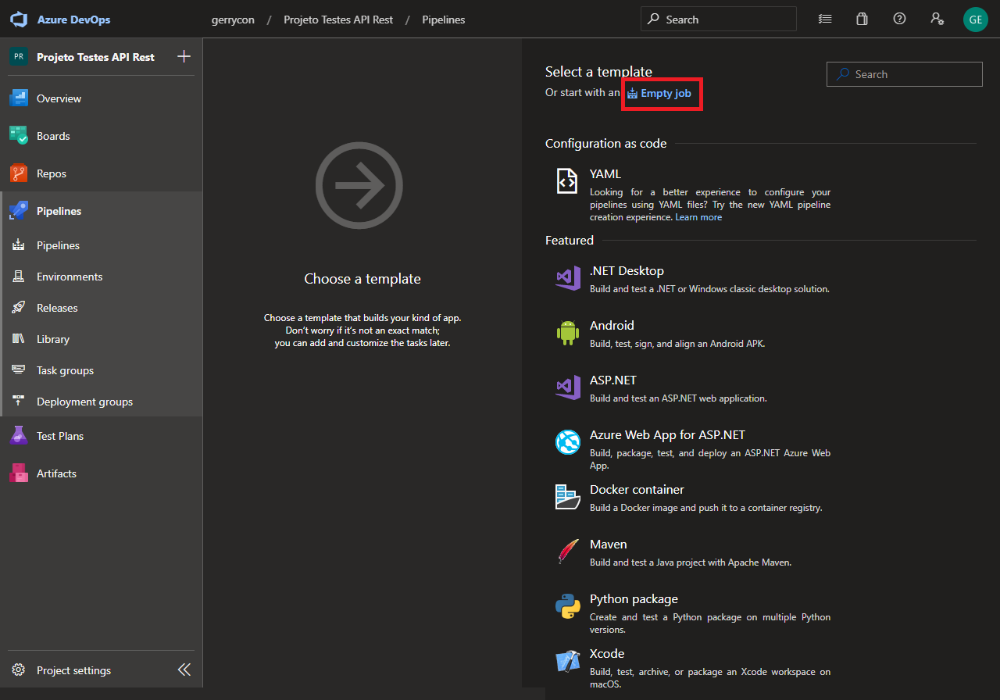 Azure DevOps
gerrycon / Projeto Testes API Rest / Pipelines
Search
GE
PR Projeto Testes API Rest
Overview
Boards
Repos
Pipelines
Pipelines
Environments
Releases
Library
Task groups
Deployment groups
Test Plans
Artifacts
Project settings
Choose a template
Choose a template that builds your kind of app.
Don't worry if it's not an exact match;
you can add and customize the tasks later.
Select a template
Or start with an Empty job
Search
Configuration as code
YAML
Looking for a better experience to configure your
pipelines using YAML files? Try the new YAML pipeline
creation experience. Learn more
Featured
.NET Desktop
Build and test a .NET or Windows classic desktop solution.
Android
Build, test, sign, and align an Android APK.
ASP.NET
Build and test an ASP.NET web application.
Azure Web App for ASP.NET
Build, package, test, and deploy an ASP.NET Azure Web
App.
Docker container
Build a Docker image and push it to a container registry.
Maven
Build and test a Java project with Apache Maven.
Python package
Create and test a Python package on multiple Python
versions.
Xcode
Build, test, archive, or package an Xcode workspace on
macOS.